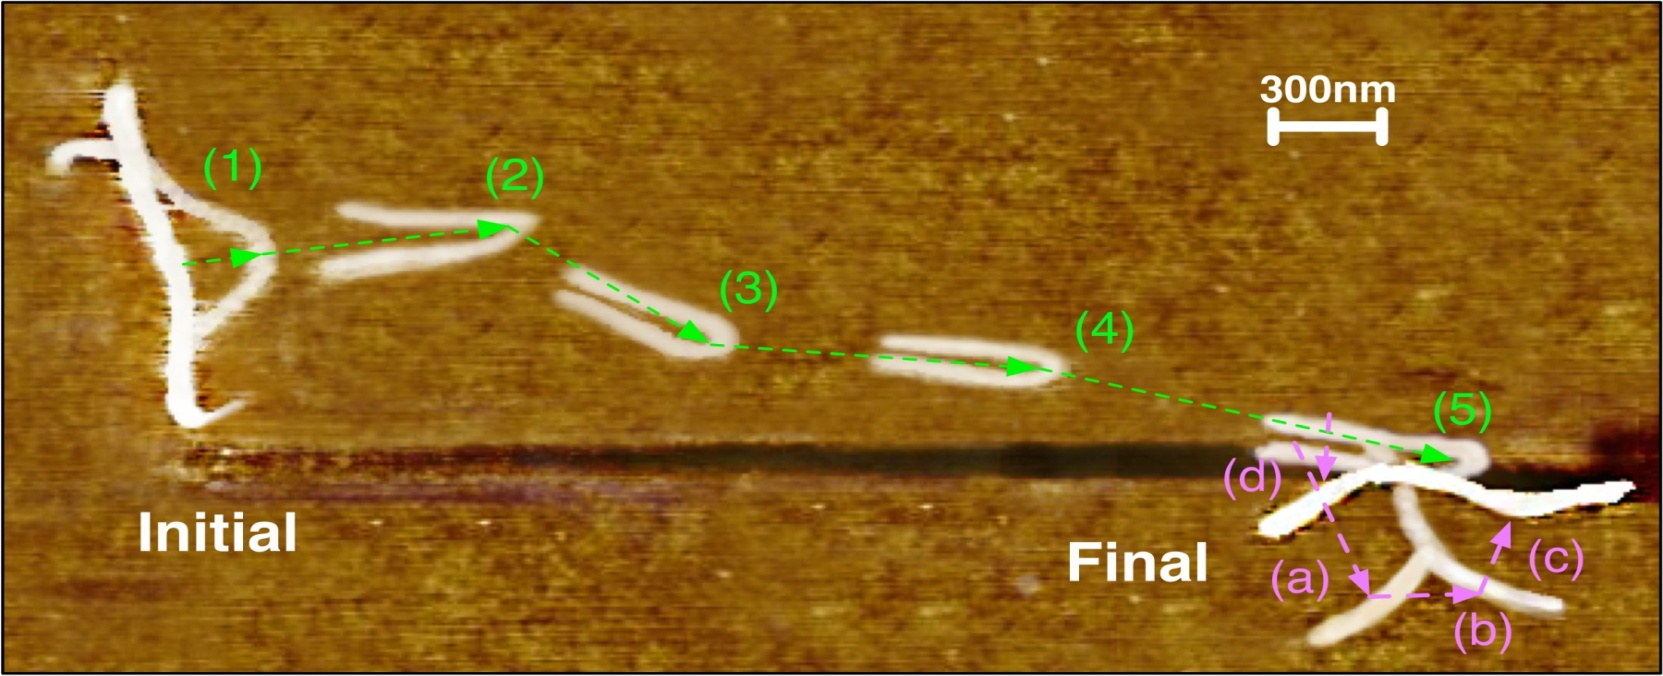 300nm
(1)
(2)
(3)
(4)
(5)
(d)
Initial
Final
(a)
(c)
(b)